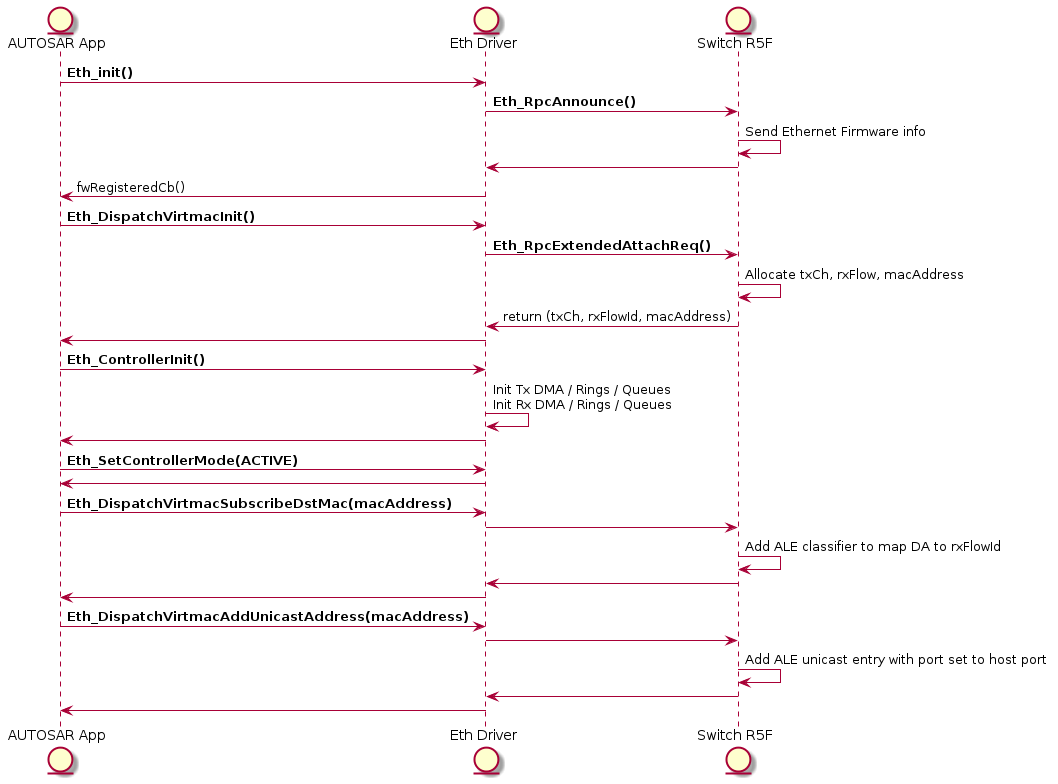 AUTOSAR App
Eth Driver
Switch R5F
Eth_init()
Eth_RpcAnnounce()
Send Ethernet Firmware info
fwRegisteredCb()
Eth_DispatchVirtmacInit()
Eth_RpcExtendedAttachReq()
Allocate txCh, rxFlow, macAddress
return (txCh, rxFlowId, macAddress)
Eth_ControllerInit()
Init Tx DMA / Rings / Queues
Init Rx DMA / Rings / Queues
Eth_SetControllerMode(ACTIVE)
Eth_DispatchVirtmacSubscribeDstMac(macAddress)
Add ALE classifier to map DA to rxFlowId
Eth_DispatchVirtmacAddUnicastAddress(macAddress)
Add ALE unicast entry with port set to host port
AUTOSAR App
Eth Driver
Switch R5F